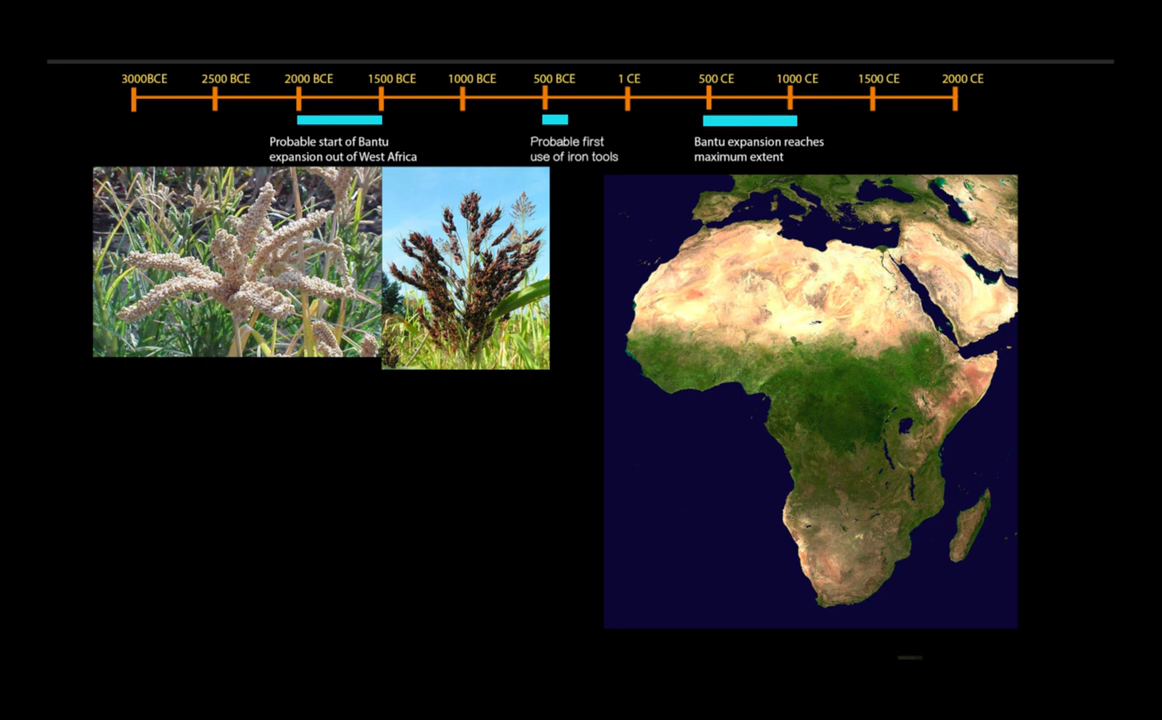 3000BCE 2500 BCE 2000 BCE 1500 BCE 1000 BCE 500 BCE 1 CE 500 CE 1000 CE 1500 CE 2000 CE
Probable start of Bantu
expansion out of West Africa
Probable first
use of iron tools
Bantu expansion reaches
maximum extent